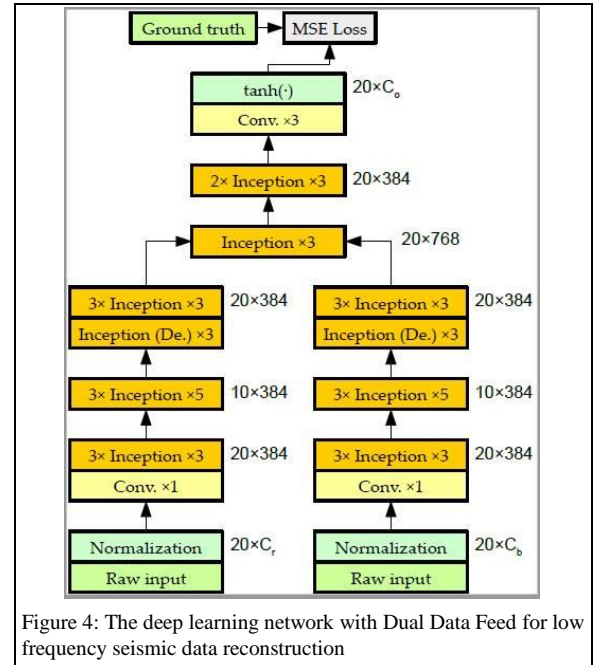 Ground truth
MSE Loss
tanh(·)
20×Cₒ
Conv. ×3
2× Inception ×3
20×384
Inception ×3
20×768
3× Inception ×3
20×384
Inception (De.) ×3
3× Inception ×3
20×384
Inception (De.) ×3
3× Inception ×5
10×384
3× Inception ×5
10×384
3× Inception ×3
20×384
Conv. ×1
3× Inception ×3
20×384
Conv. ×1
Normalization
20×Cᵣ
Raw input
Normalization
20×C_b
Raw input
Figure 4: The deep learning network with Dual Data Feed for low
frequency seismic data reconstruction